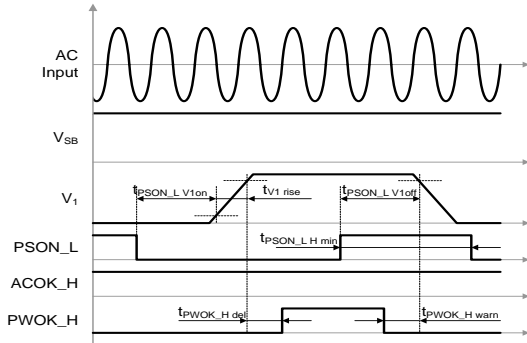 AC
Input
VSB
V1
tPSON_L V1on
tV1 rise
tPSON_L V1off
PSON_L
tPSON_L H min
ACOK_H
PWOK_H
tPWOK_H del
tPWOK_H warn